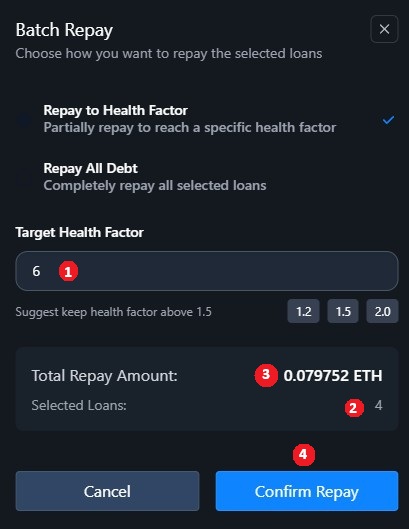 Batch Repay
Choose how you want to repay the selected loans
Repay to Health Factor
Partially repay to reach a specific health factor
Repay All Debt
Completely repay all selected loans
Target Health Factor
6 1
Suggest keep health factor above 1.5 1.2 1.5 2.0
Total Repay Amount: 3 0.079752 ETH
Selected Loans: 2 4
4
Cancel Confirm Repay